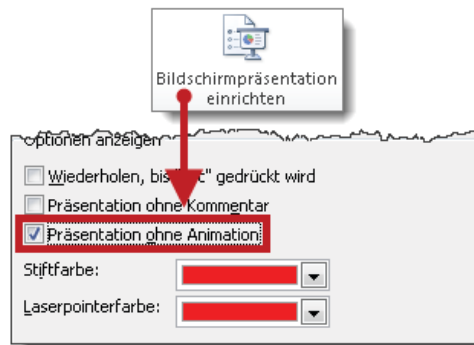 Bildschirmpräsentation
einrichten
Optionen anzeigen
Wiederholen, bis " gedrückt wird
Präsentation ohne Kommentar
Präsentation ohne Animation
Stiftfarbe:
Laserpointerfarbe: